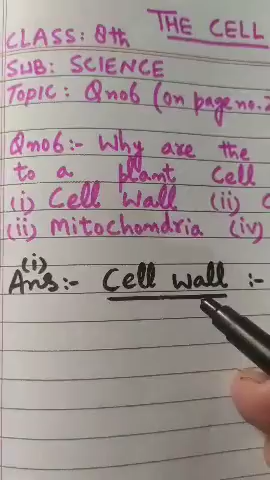 THE CELL
CLASS: 8th
SUB: SCIENCE
Topic: Qno6 (on page no.
Qno6:- Why are the
to a plant Cell
(i) Cell Wall (ii)
(ii) Mitochondria (iv)
(i)
Ans:- Cell wall :-